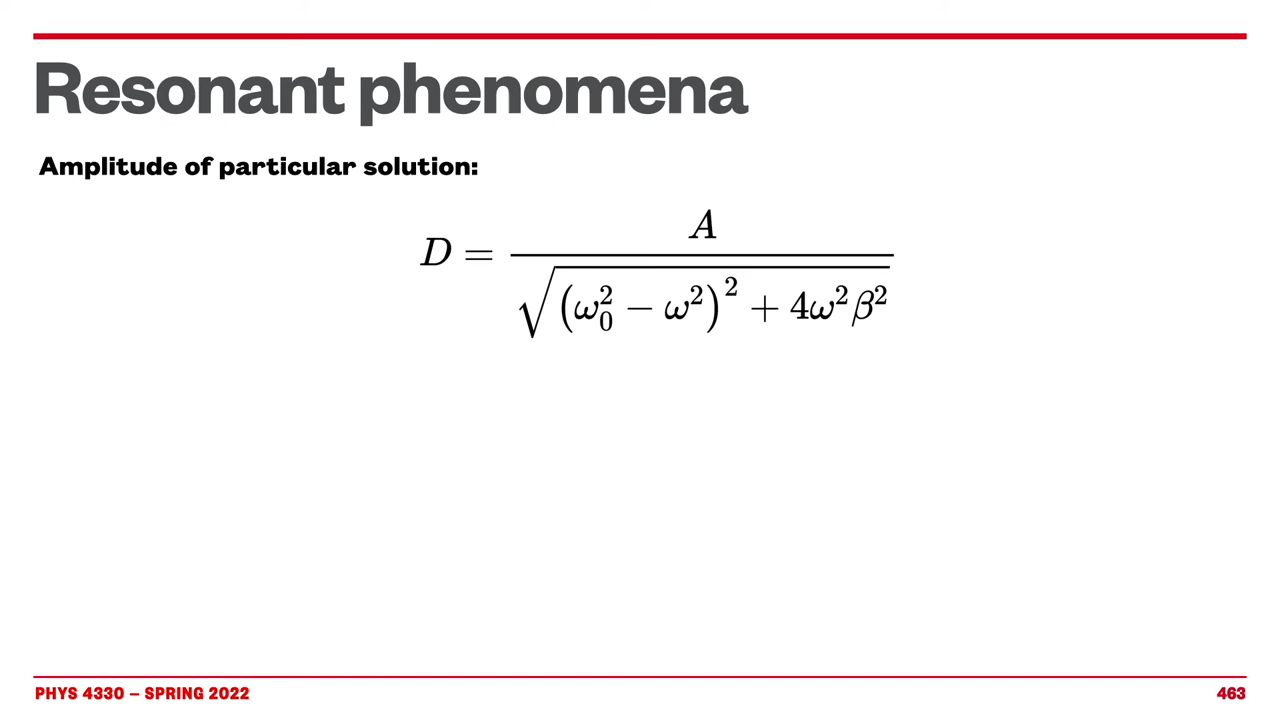 Resonant phenomena
Amplitude of particular solution:
D = A / √((ω₀² − ω²)² + 4ω²β²)
PHYS 4330 – SPRING 2022
463